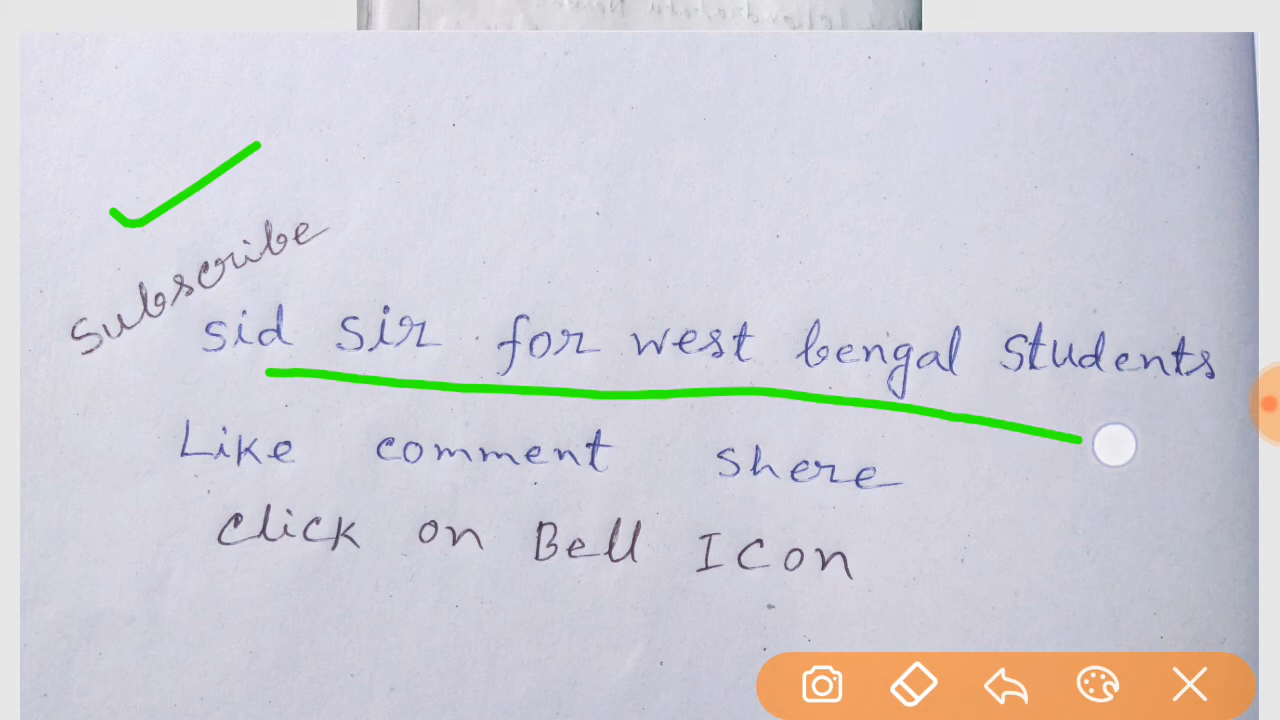 Subscribe
sid sir for west bengal students
Like comment shere
Click on Bell Icon